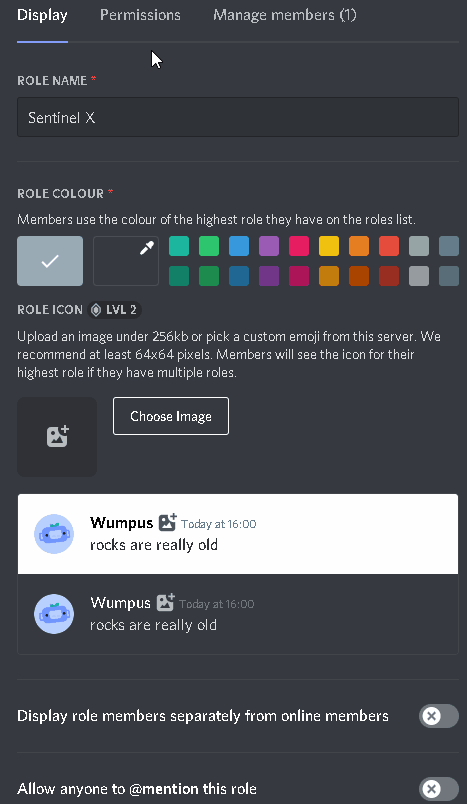 Display Permissions Manage members (1)
ROLE NAME *
Sentinel X
ROLE COLOUR *
Members use the colour of the highest role they have on the roles list.
ROLE ICON LVL 2
Upload an image under 256kb or pick a custom emoji from this server. We
recommend at least 64x64 pixels. Members will see the icon for their
highest role if they have multiple roles.
Choose Image
Wumpus Today at 16:00
rocks are really old
Wumpus Today at 16:00
rocks are really old
Display role members separately from online members
Allow anyone to @mention this role